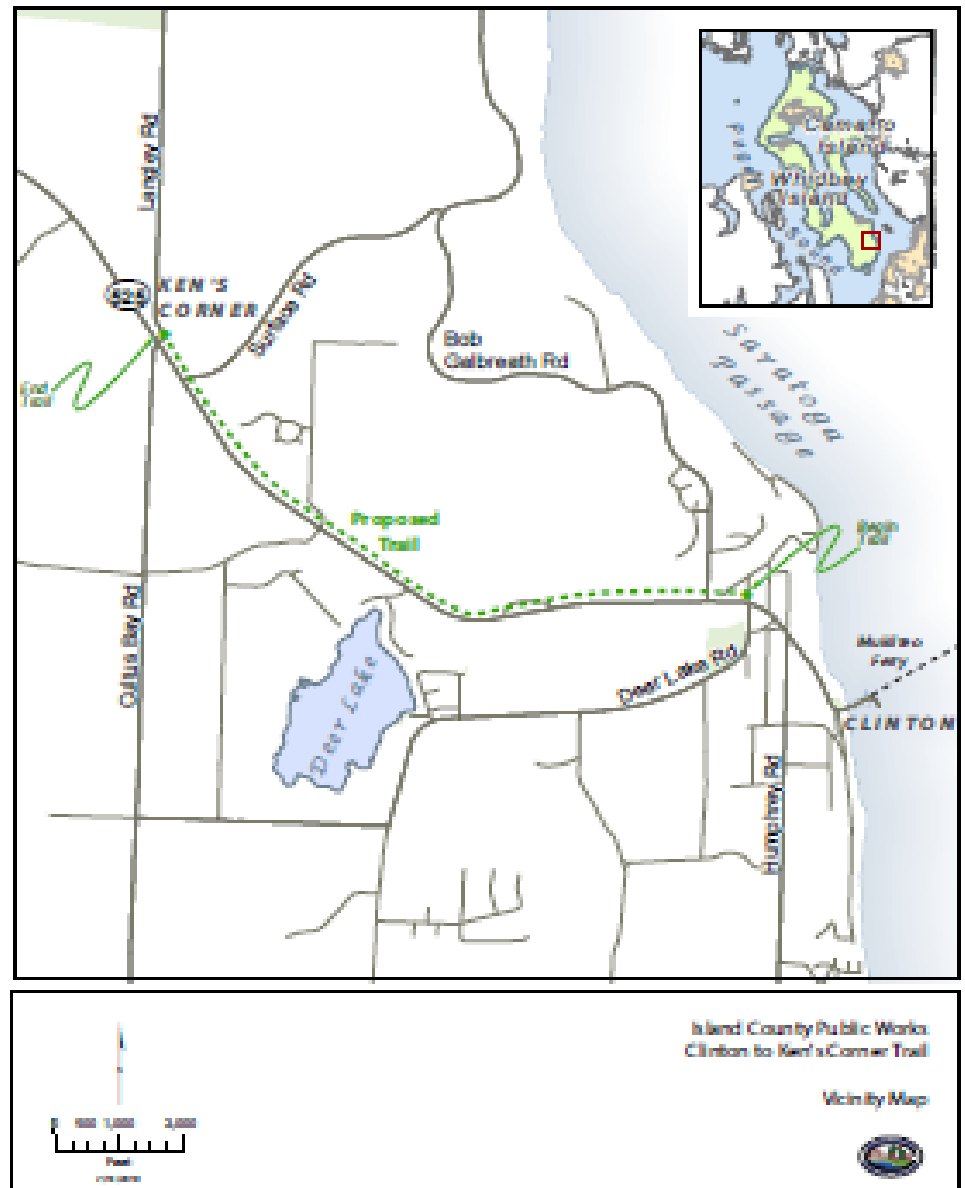 Langley Rd
Camano
Island
Whidbey
Island
525
KEN'S
CORNER
Surface Rd
Bob
Galbreath Rd
Saratoga
Passage
End
Trail
Proposed
Trail
Begin
Trail
Cultus Bay Rd
Deer Lake
Deer Lake Rd
Mukilteo
Ferry
CLINTON
Humphrey Rd
Island County Public Works
Clinton to Ken's Corner Trail
Vicinity Map
0 500 1,000 2,000
Feet